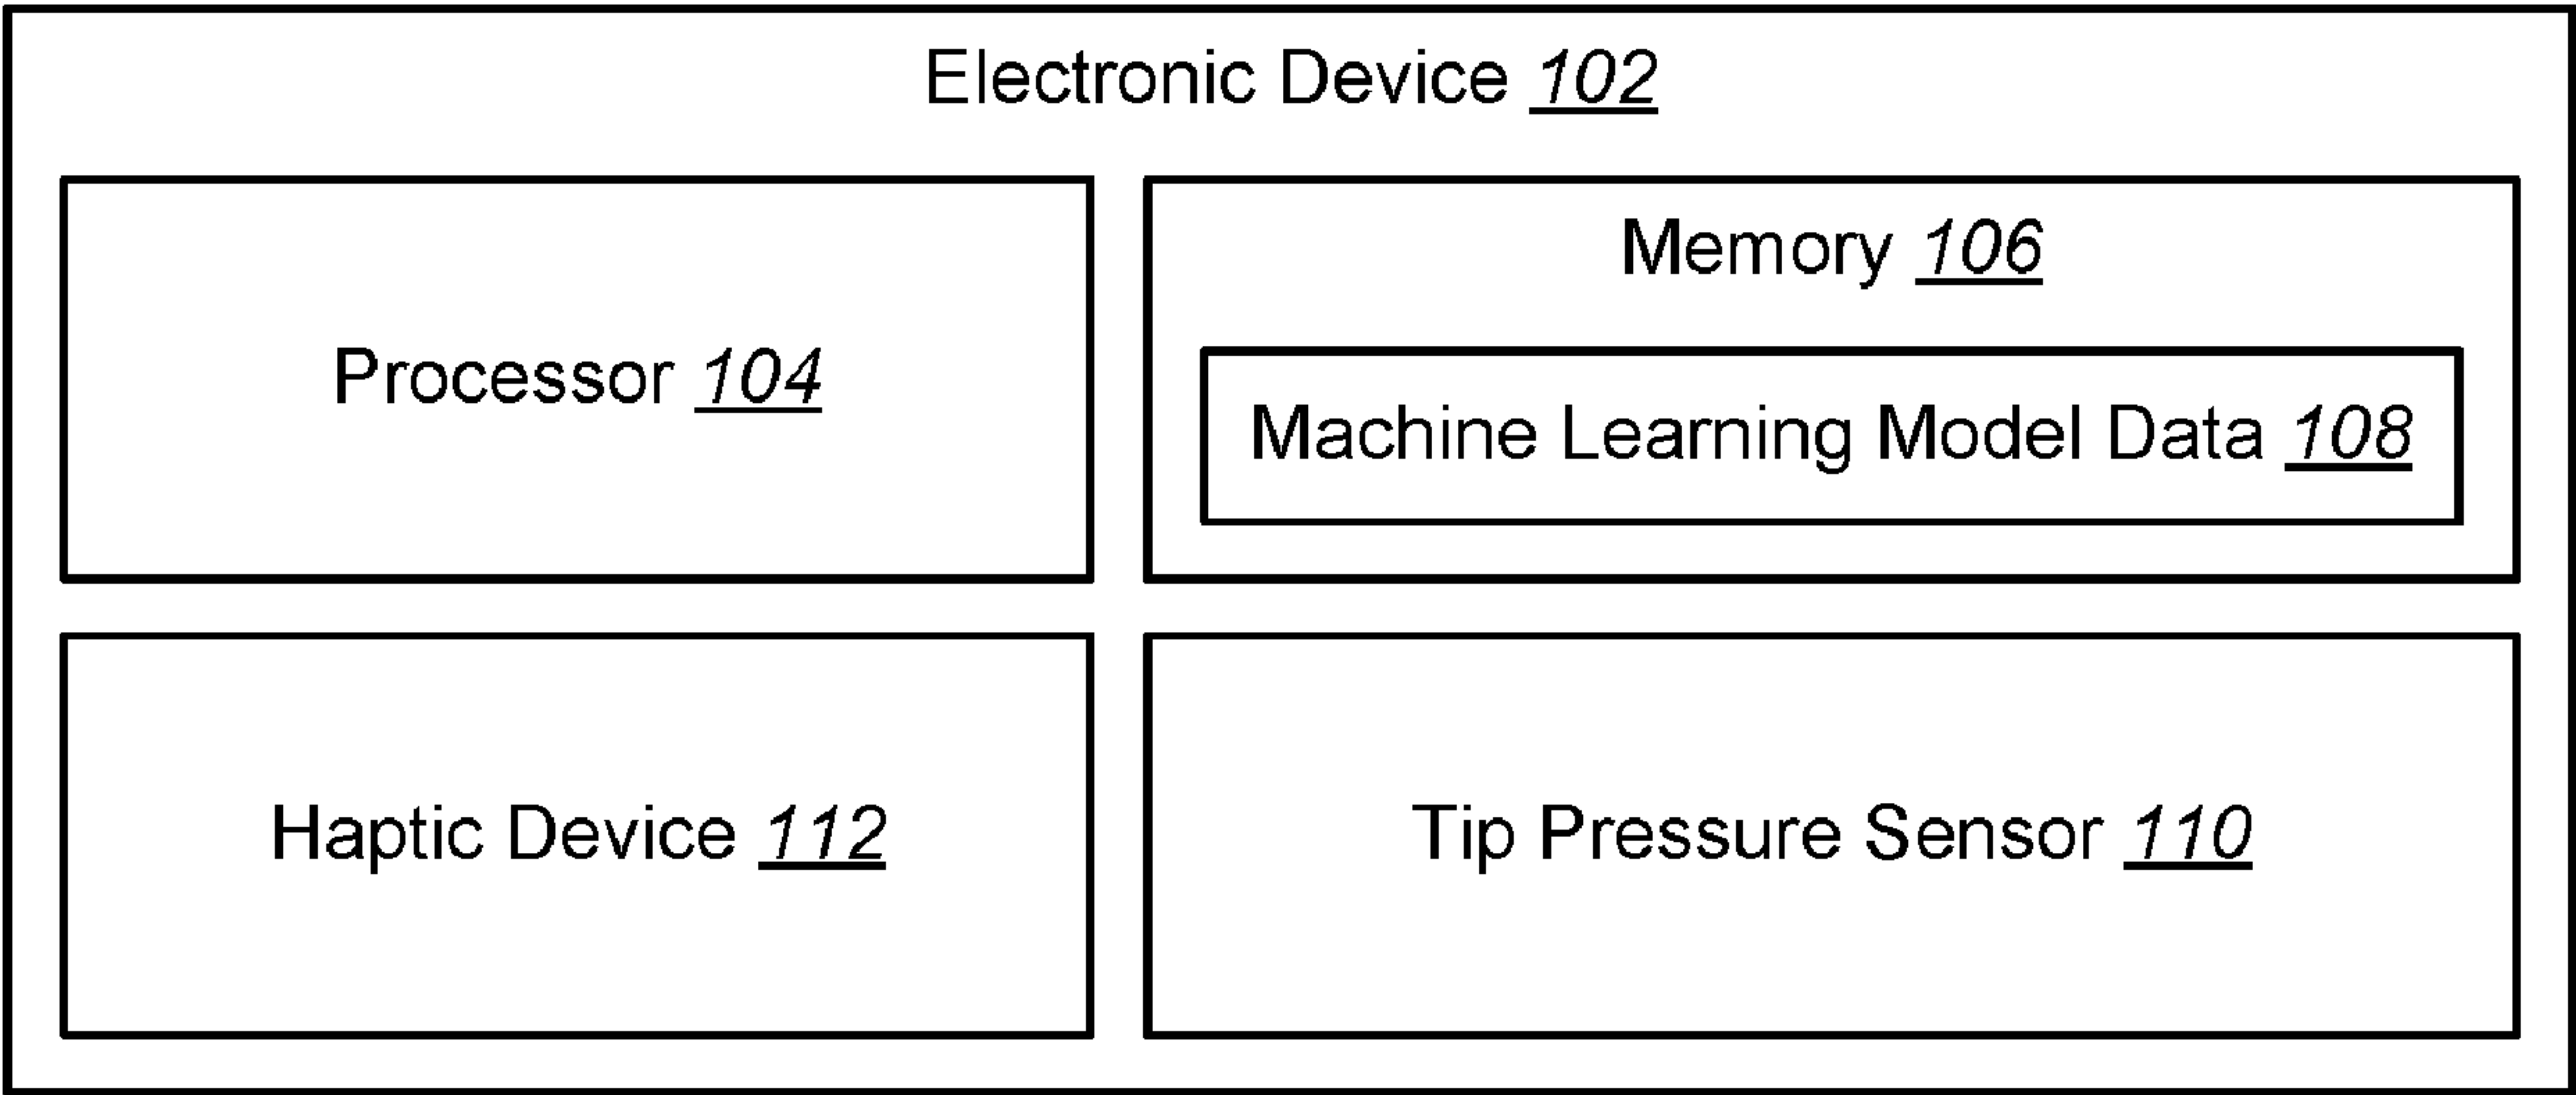 Electronic Device 102
Processor 104
Memory 106
Machine Learning Model Data 108
Haptic Device 112
Tip Pressure Sensor 110